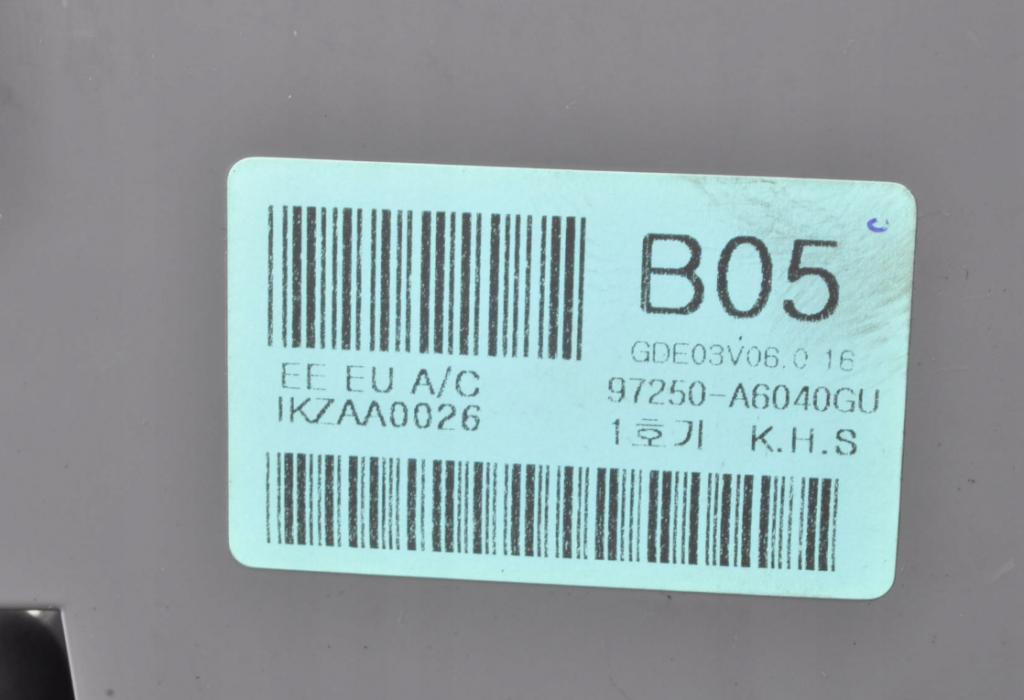 B05
GDE03V06.0 16
EE EU A/C
97250-A6040GU
IKZAA0026
1호기 K.H.S